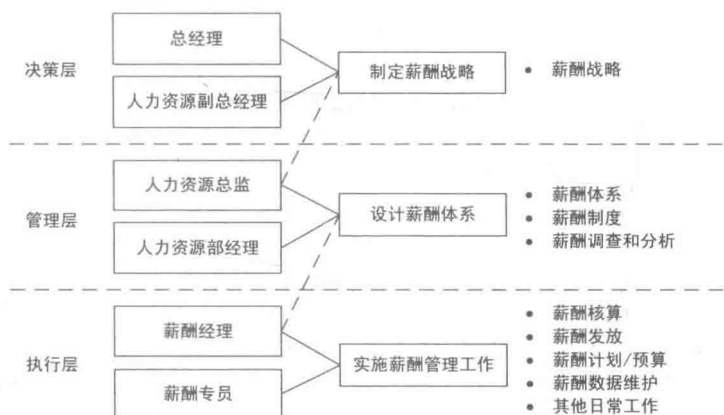 决策层
总经理
人力资源副总经理
制定薪酬战略
• 薪酬战略
管理层
人力资源总监
人力资源部经理
设计薪酬体系
• 薪酬体系
• 薪酬制度
• 薪酬调查和分析
执行层
薪酬经理
薪酬专员
实施薪酬管理工作
• 薪酬核算
• 薪酬发放
• 薪酬计划/预算
• 薪酬数据维护
• 其他日常工作